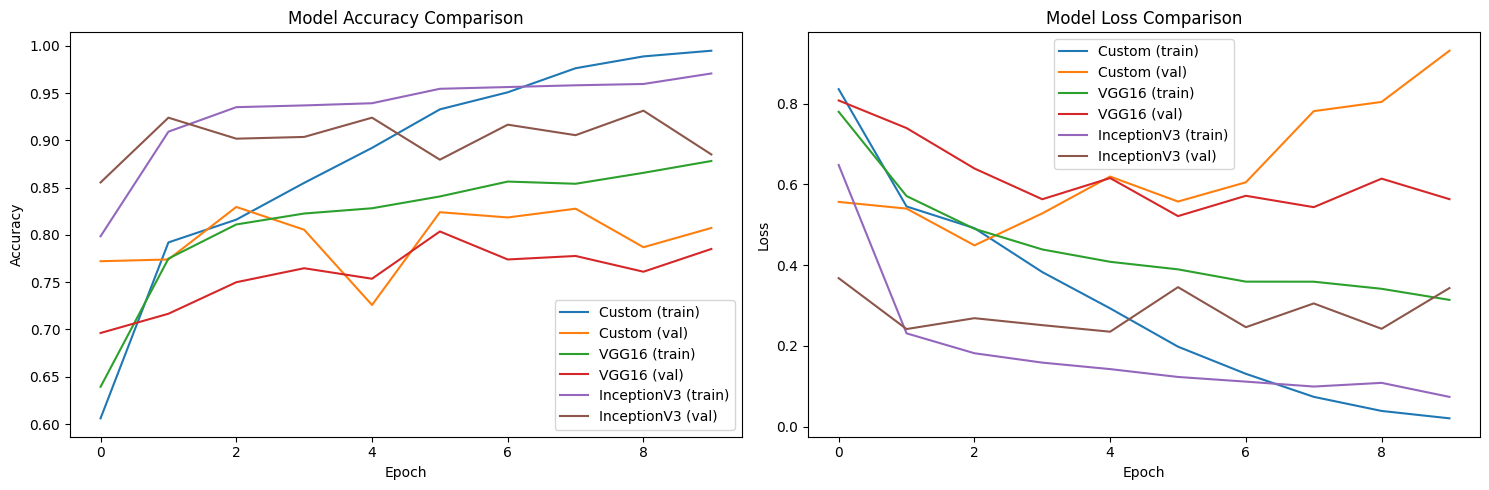 Model Accuracy Comparison
1.00
0.95
0.90
0.85
0.80
0.75
0.70
0.65
0.60
Accuracy
0
2
4
6
8
Epoch
Custom (train)
Custom (val)
VGG16 (train)
VGG16 (val)
InceptionV3 (train)
InceptionV3 (val)
Model Loss Comparison
Custom (train)
Custom (val)
VGG16 (train)
VGG16 (val)
InceptionV3 (train)
InceptionV3 (val)
0.8
0.6
0.4
0.2
0.0
Loss
0
2
4
6
8
Epoch